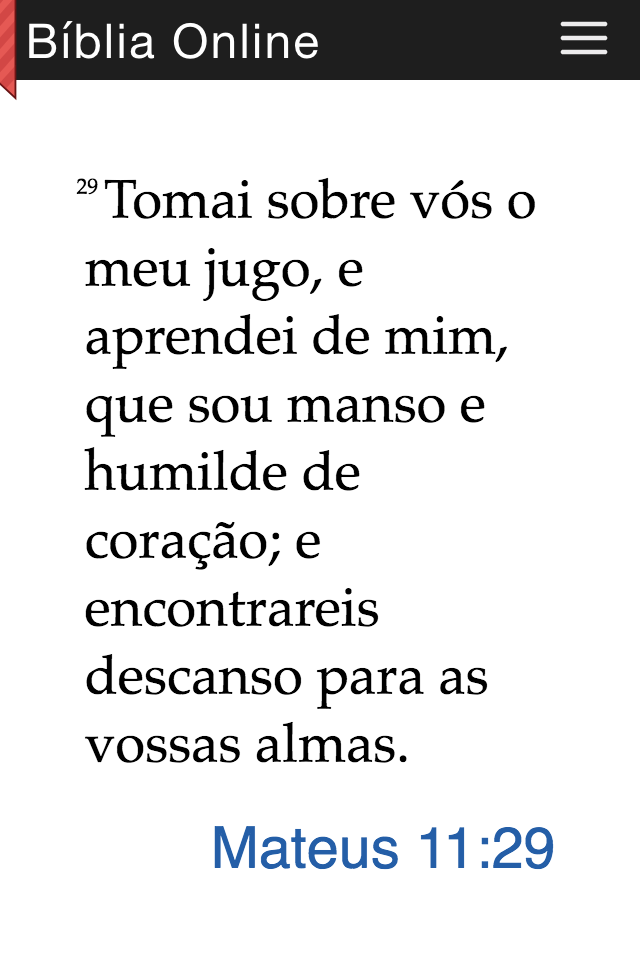 Bíblia Online
29 Tomai sobre vós o
meu jugo, e
aprendei de mim,
que sou manso e
humilde de
coração; e
encontrareis
descanso para as
vossas almas.
Mateus 11:29